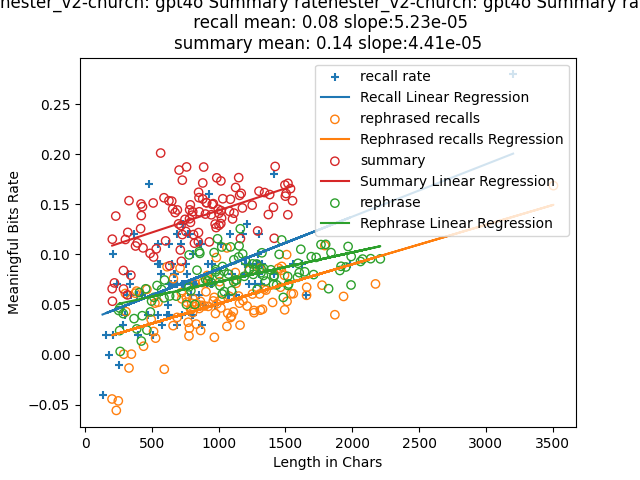 nester_v2-church: gpt4o Summary ratenester_v2-church: gpt4o Summary ra
recall mean: 0.08 slope:5.23e-05
summary mean: 0.14 slope:4.41e-05
recall rate
Recall Linear Regression
rephrased recalls
Rephrased recalls Regression
summary
Summary Linear Regression
rephrase
Rephrase Linear Regression
Meaningful Bits Rate
0.25
0.20
0.15
0.10
0.05
0.00
−0.05
0 500 1000 1500 2000 2500 3000 3500
Length in Chars